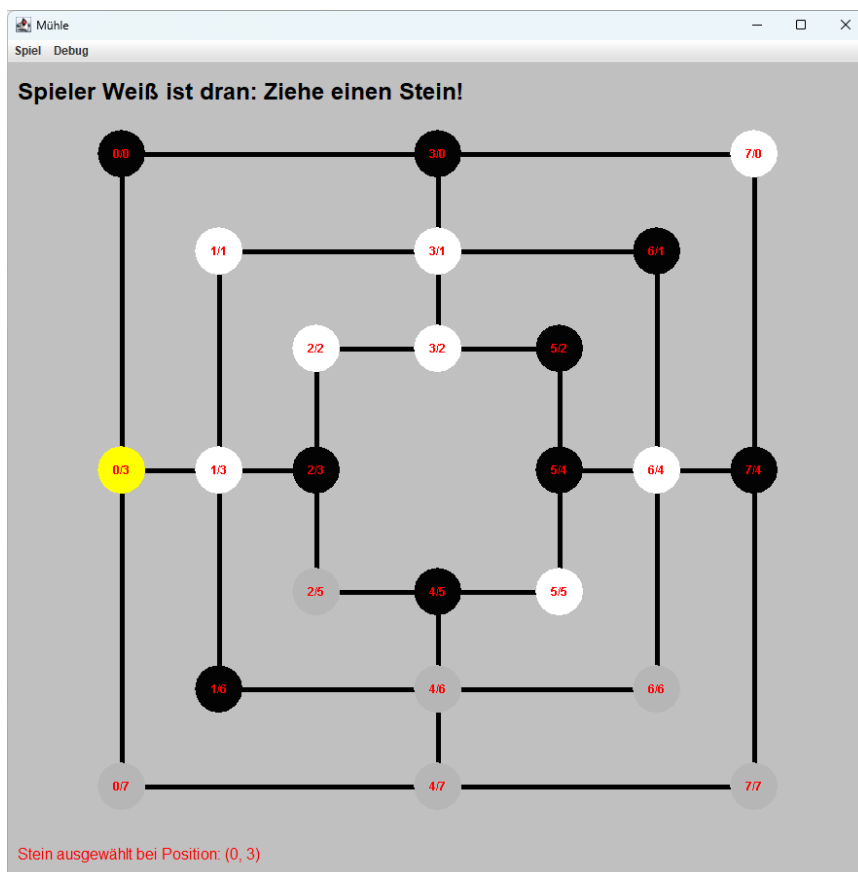 Mühle
Spiel Debug
Spieler Weiß ist dran: Ziehe einen Stein!
0/0 3/0 7/0
1/1 3/1 6/1
2/2 3/2 5/2
0/3 1/3 2/3 5/4 6/4 7/4
2/5 4/5 5/5
1/6 4/6 6/6
0/7 4/7 7/7
Stein ausgewählt bei Position: (0, 3)